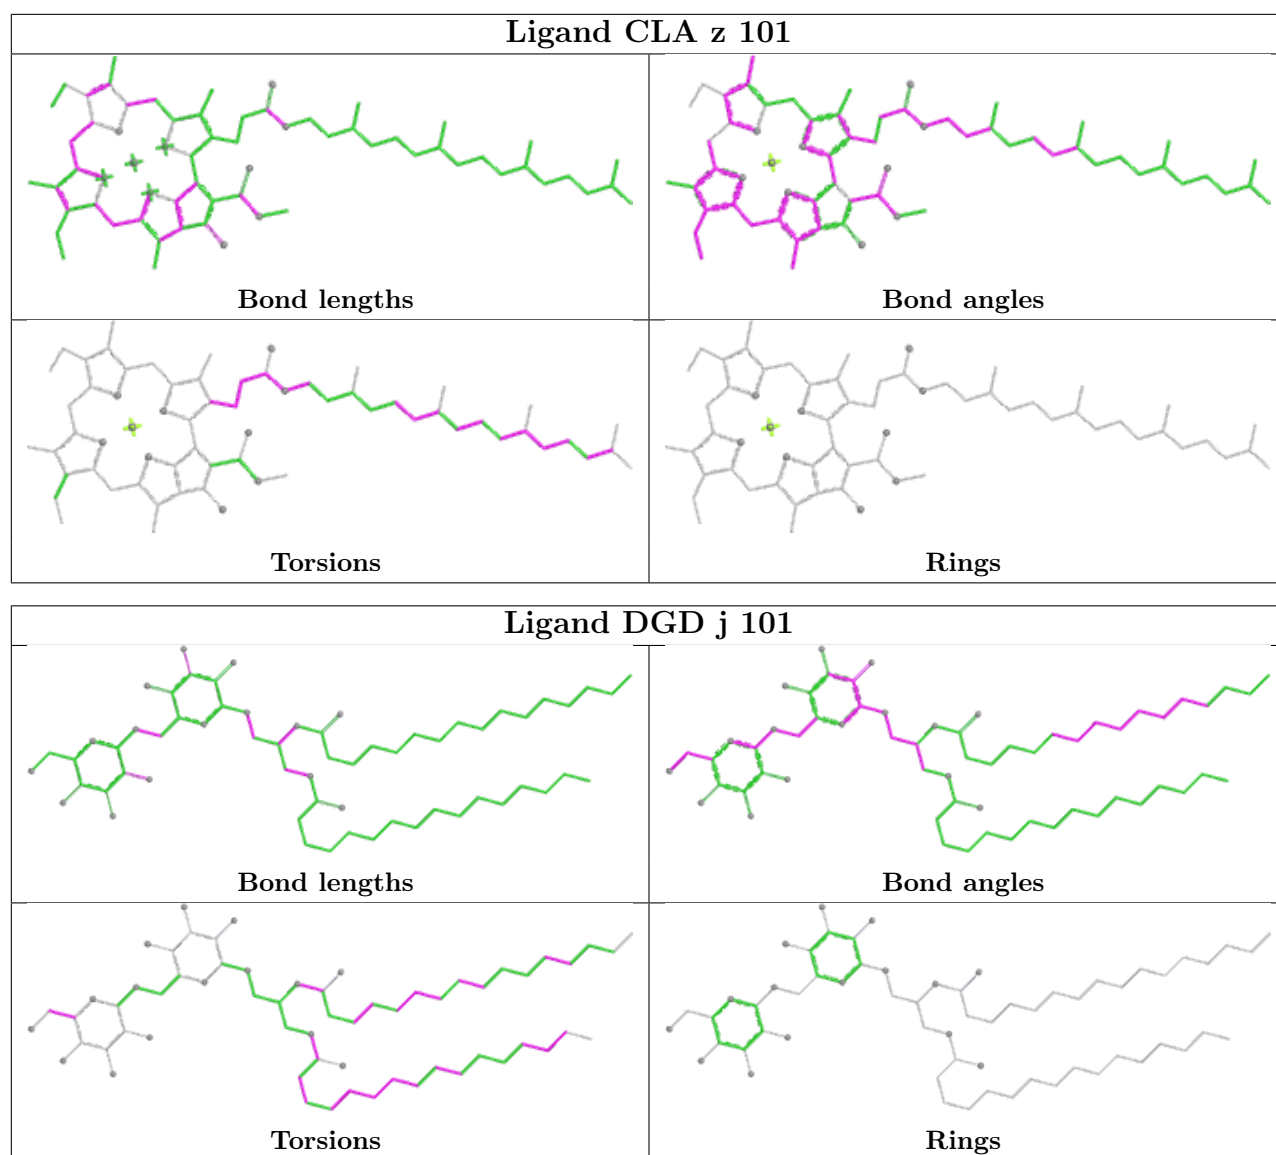 Ligand CLA z 101
Bond lengths
Bond angles
Torsions
Rings
Ligand DGD j 101
Bond lengths
Bond angles
Torsions
Rings